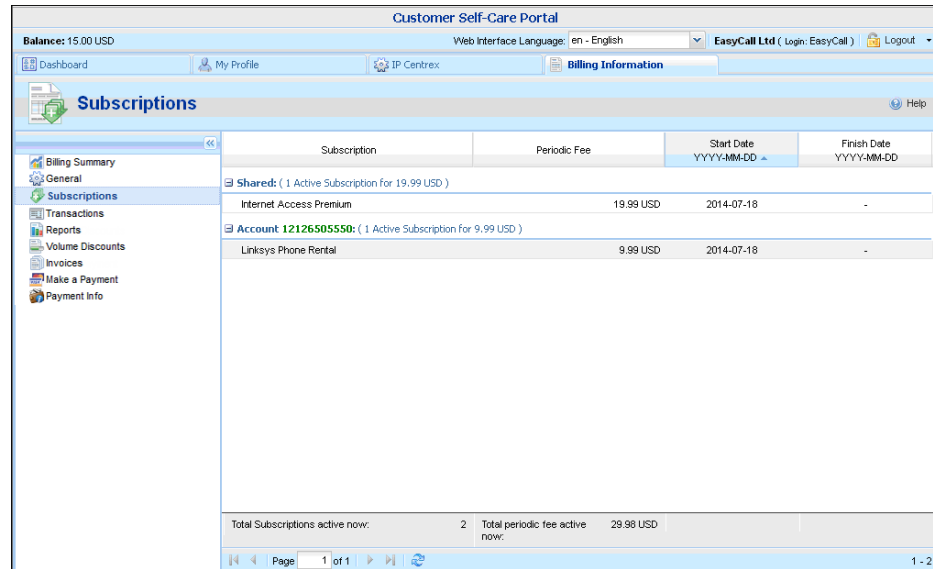 Customer Self-Care Portal
Balance: 15.00 USD Web Interface Language: en - English EasyCall Ltd ( Login: EasyCall ) Logout
Dashboard My Profile IP Centrex Billing Information
Subscriptions Help
Subscription Periodic Fee Start Date YYYY-MM-DD Finish Date YYYY-MM-DD
Billing Summary
General
Subscriptions
Transactions
Reports
Volume Discounts
Invoices
Make a Payment
Payment Info
Shared: ( 1 Active Subscription for 19.99 USD )
Internet Access Premium 19.99 USD 2014-07-18 -
Account 12126505550: ( 1 Active Subscription for 9.99 USD )
Linksys Phone Rental 9.99 USD 2014-07-18 -
Total Subscriptions active now: 2 Total periodic fee active now: 29.98 USD
Page 1 of 1 1 - 2